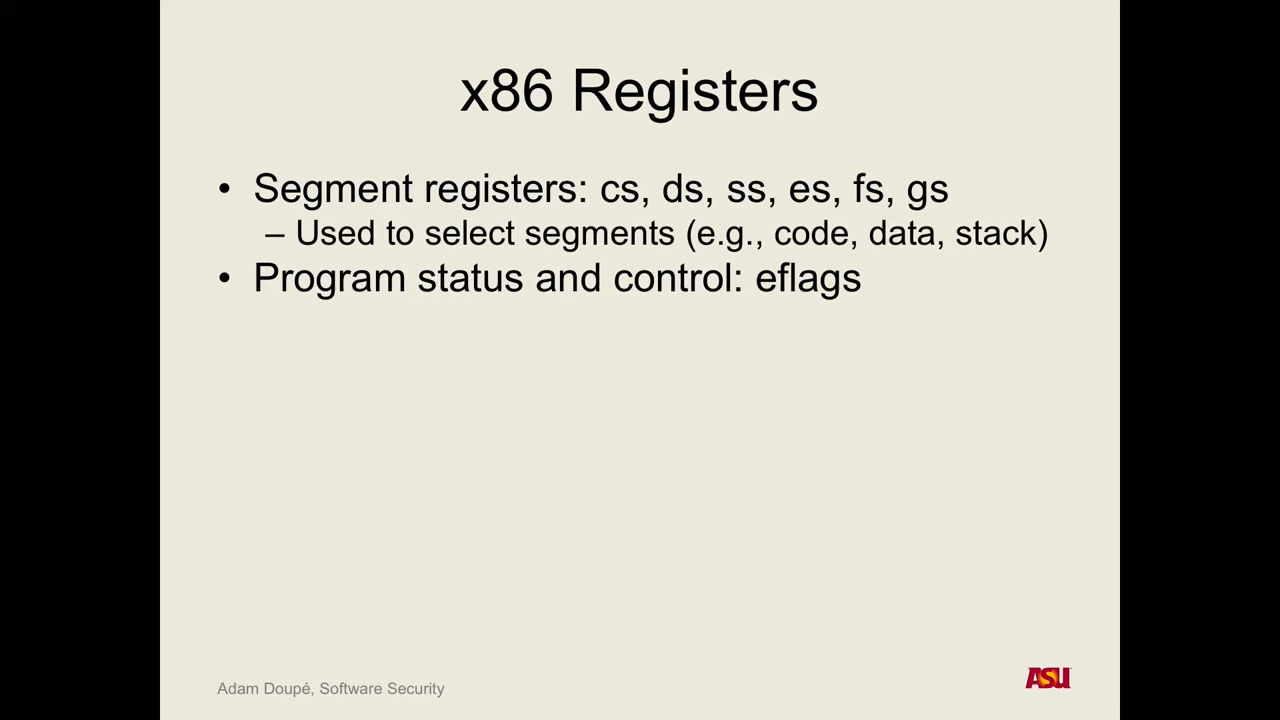 x86 Registers
• Segment registers: cs, ds, ss, es, fs, gs
– Used to select segments (e.g., code, data, stack)
• Program status and control: eflags
Adam Doupé, Software Security
ASU